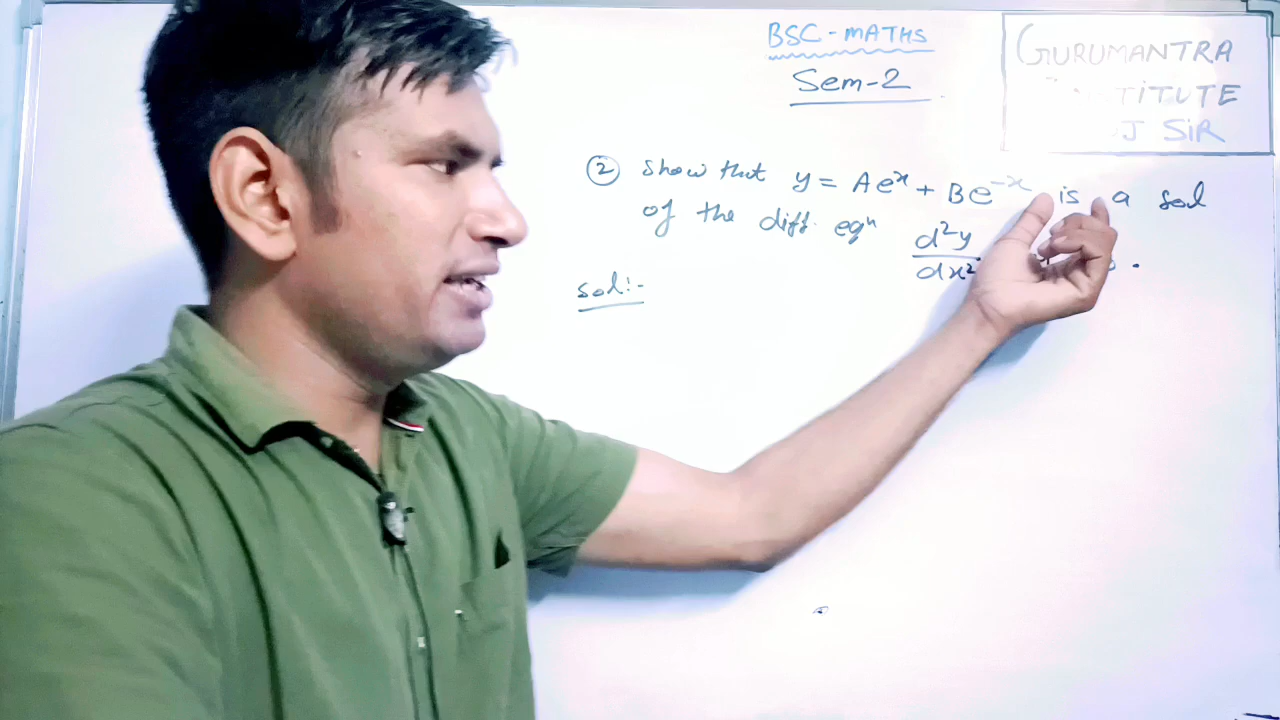 BSC-MATHS
Sem-2
GURUMANTRA
TITUTE
J SIR
② Show that y = Ae^x + Be^-x is a sol
of the diff. eqn d²y/dx²
sol:-